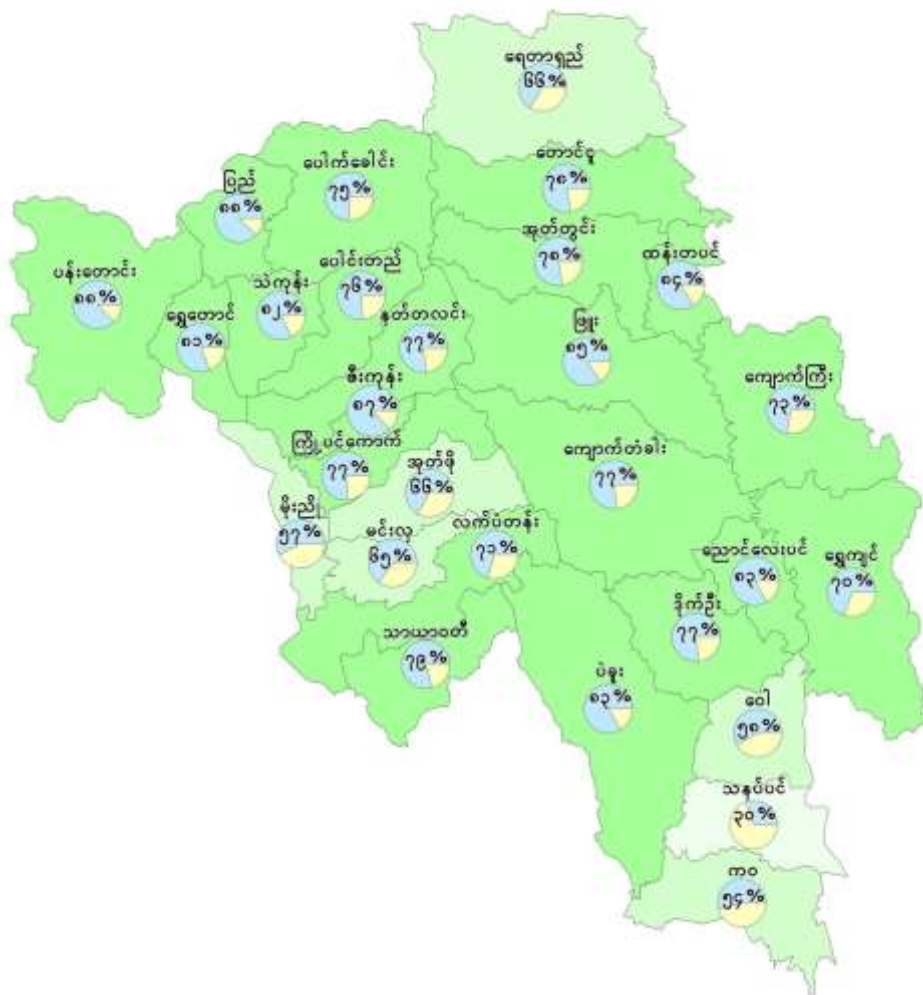 ရေတာရှည်
၆၆%
တောင်ငူ
၇၈%
ပေါက်ခေါင်း
၇၅%
ပြည်
၈၈%
အုတ်တွင်း
၇၈%
ထန်းတပင်
၈၄%
ပန်းတောင်း
၈၈%
ပေါင်းတည်
၇၆%
သဲကုန်း
၈၂%
ရွှေတောင်
၈၁%
နတ်တလင်း
၇၇%
ဖြူး
၈၅%
ကျောက်ကြီး
၇၃%
ဇီးကုန်း
၈၇%
ကြို့ပင်ကောက်
၇၇%
အုတ်ဖို
၆၆%
ကျောက်တံခါး
၇၇%
မိုးညို
၅၇%
မင်းလှ
၆၅%
လက်ပံတန်း
၇၁%
ညောင်လေးပင်
၈၃%
ရွှေကျင်
၇၀%
ဒိုက်ဦး
၇၇%
သာယာဝတီ
၇၉%
ပဲခူး
၈၃%
ဝေါ
၅၈%
သနပ်ပင်
၃၀%
ကဝ
၅၄%